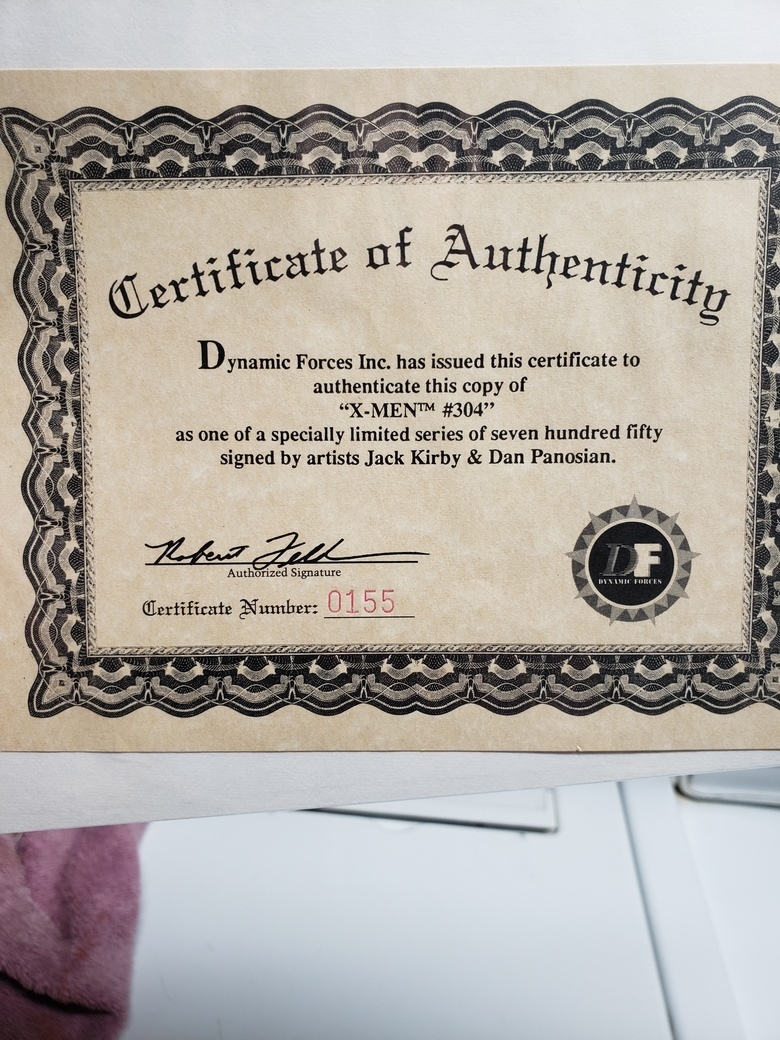 Certificate of Authenticity
Dynamic Forces Inc. has issued this certificate to
authenticate this copy of
“X-MEN™ #304”
as one of a specially limited series of seven hundred fifty
signed by artists Jack Kirby & Dan Panosian.
Robert Feld
Authorized Signature
Certificate Number: 0155
DF
DYNAMIC FORCES